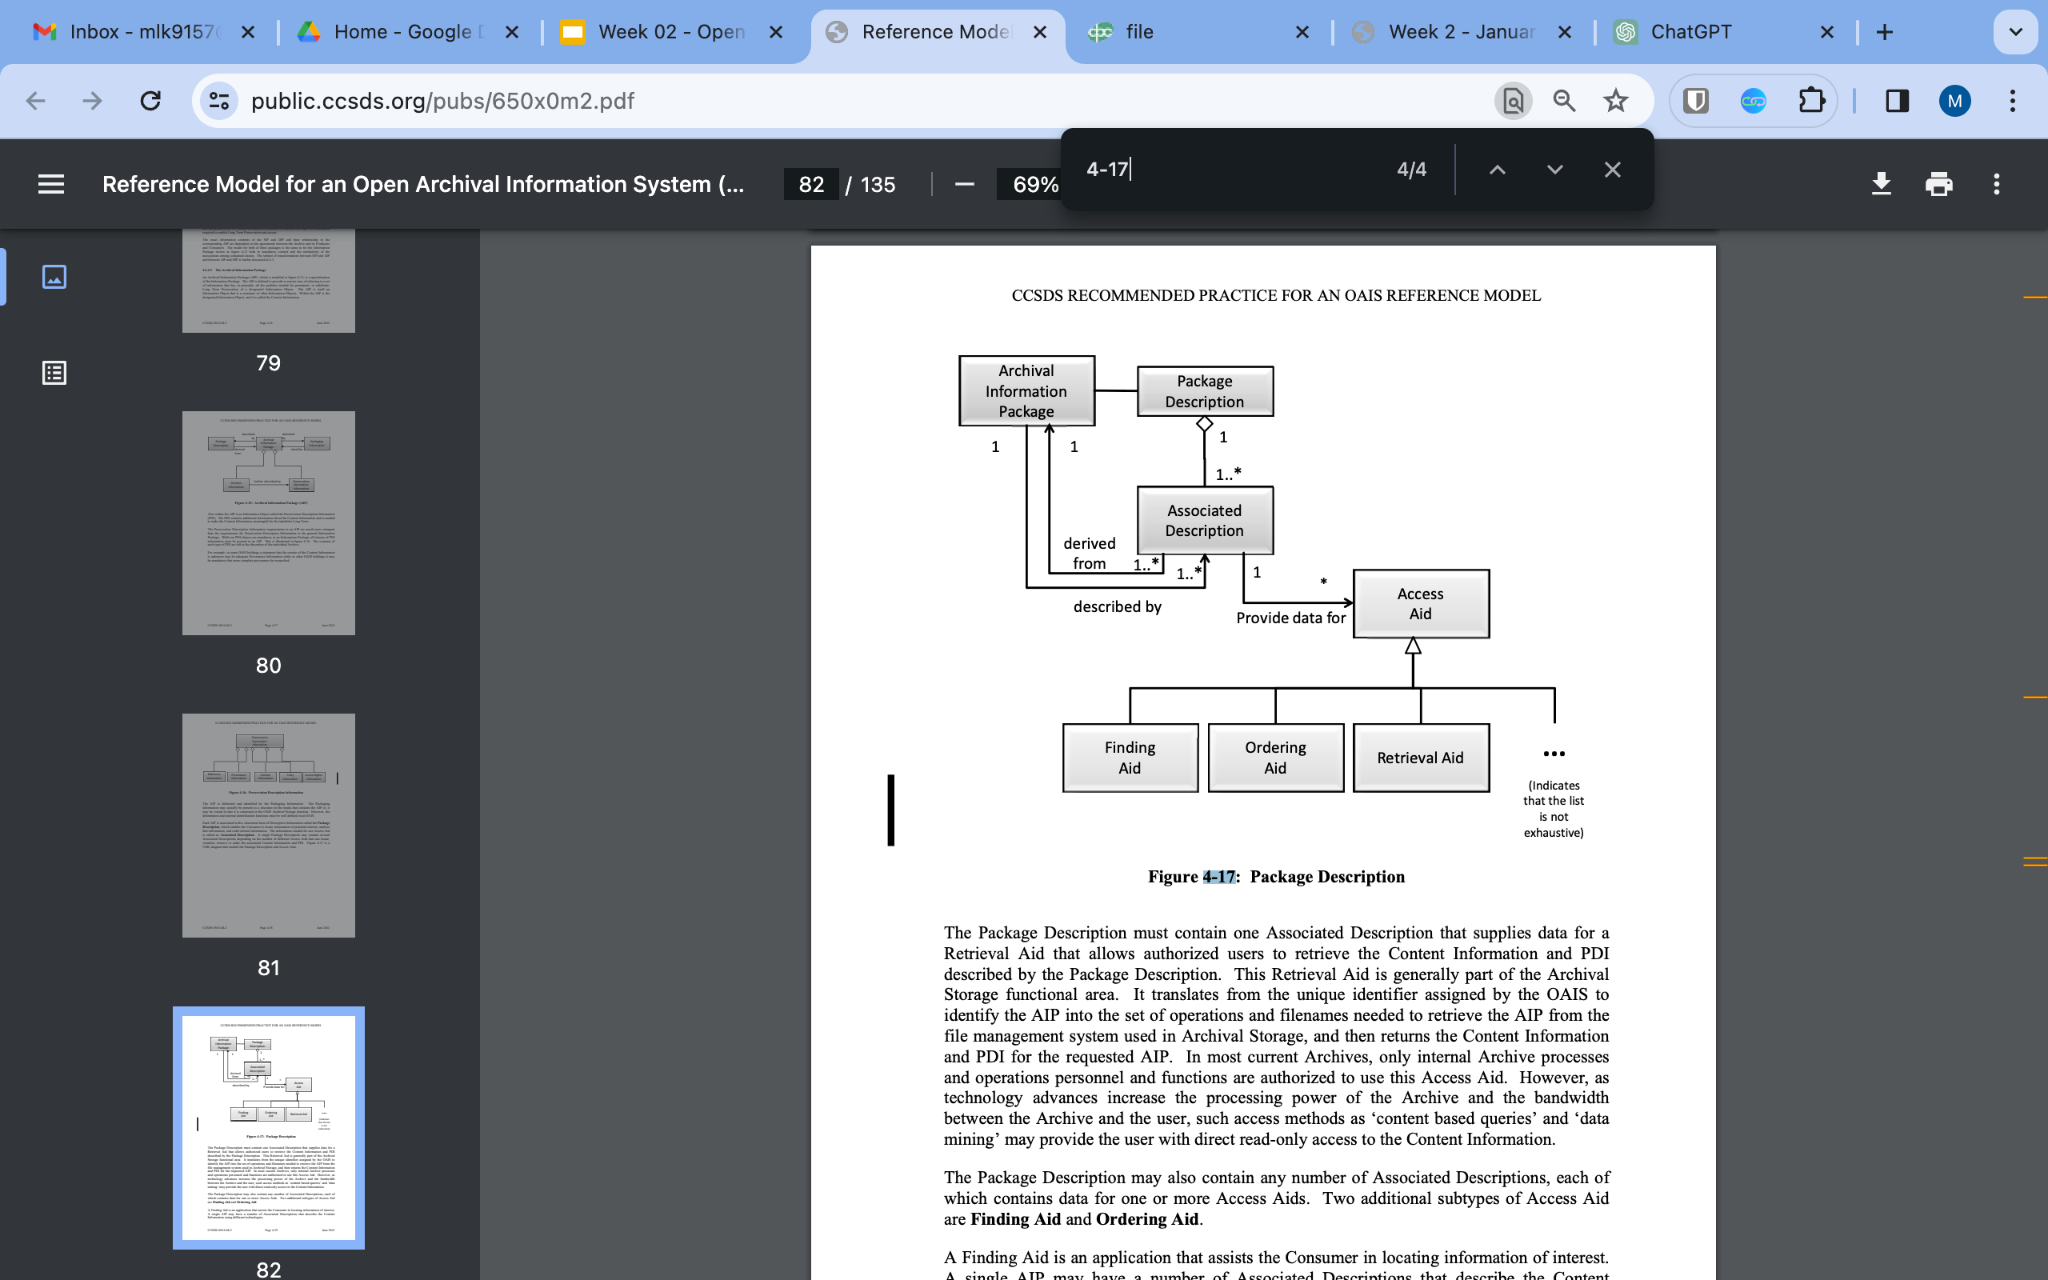 Inbox - mlk9157
Home - Google D
Week 02 - Open
Reference Mode
file
Week 2 - Januar
ChatGPT
public.ccsds.org/pubs/650x0m2.pdf
M
Reference Model for an Open Archival Information System (...
82 / 135
69%
4-17
4/4
79
80
81
82
CCSDS RECOMMENDED PRACTICE FOR AN OAIS REFERENCE MODEL
Archival
Information
Package
Package
Description
1
1
1
1..*
Associated
Description
derived
from
1..*
1..*
1
*
described by
Provide data for
Access
Aid
Finding
Aid
Ordering
Aid
Retrieval Aid
...
(Indicates
that the list
is not
exhaustive)
Figure 4-17: Package Description
The Package Description must contain one Associated Description that supplies data for a
Retrieval Aid that allows authorized users to retrieve the Content Information and PDI
described by the Package Description. This Retrieval Aid is generally part of the Archival
Storage functional area. It translates from the unique identifier assigned by the OAIS to
identify the AIP into the set of operations and filenames needed to retrieve the AIP from the
file management system used in Archival Storage, and then returns the Content Information
and PDI for the requested AIP. In most current Archives, only internal Archive processes
and operations personnel and functions are authorized to use this Access Aid. However, as
technology advances increase the processing power of the Archive and the bandwidth
between the Archive and the user, such access methods as ‘content based queries’ and ‘data
mining’ may provide the user with direct read-only access to the Content Information.
The Package Description may also contain any number of Associated Descriptions, each of
which contains data for one or more Access Aids. Two additional subtypes of Access Aid
are Finding Aid and Ordering Aid.
A Finding Aid is an application that assists the Consumer in locating information of interest.
A single AIP may have a number of Associated Descriptions that describe the Content